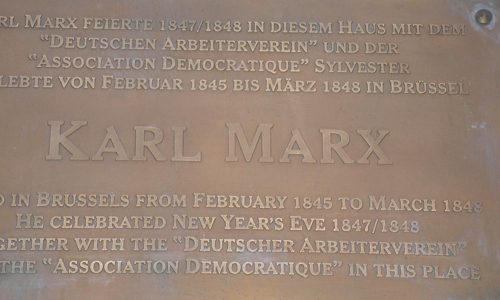 RL MARX FEIERTE 1847/1848 IN DIESEM HAUS MIT DEM
"DEUTSCHEN ARBEITERVEREIN" UND DER
"ASSOCIATION DEMOCRATIQUE" SYLVESTER
LEBTE VON FEBRUAR 1845 BIS MÄRZ 1848 IN BRÜSSEL
KARL MARX
D IN BRUSSELS FROM FEBRUARY 1845 TO MARCH 1848
HE CELEBRATED NEW YEAR'S EVE 1847/1848
GETHER WITH THE "DEUTSCHER ARBEITERVEREIN"
THE "ASSOCIATION DEMOCRATIQUE" IN THIS PLACE